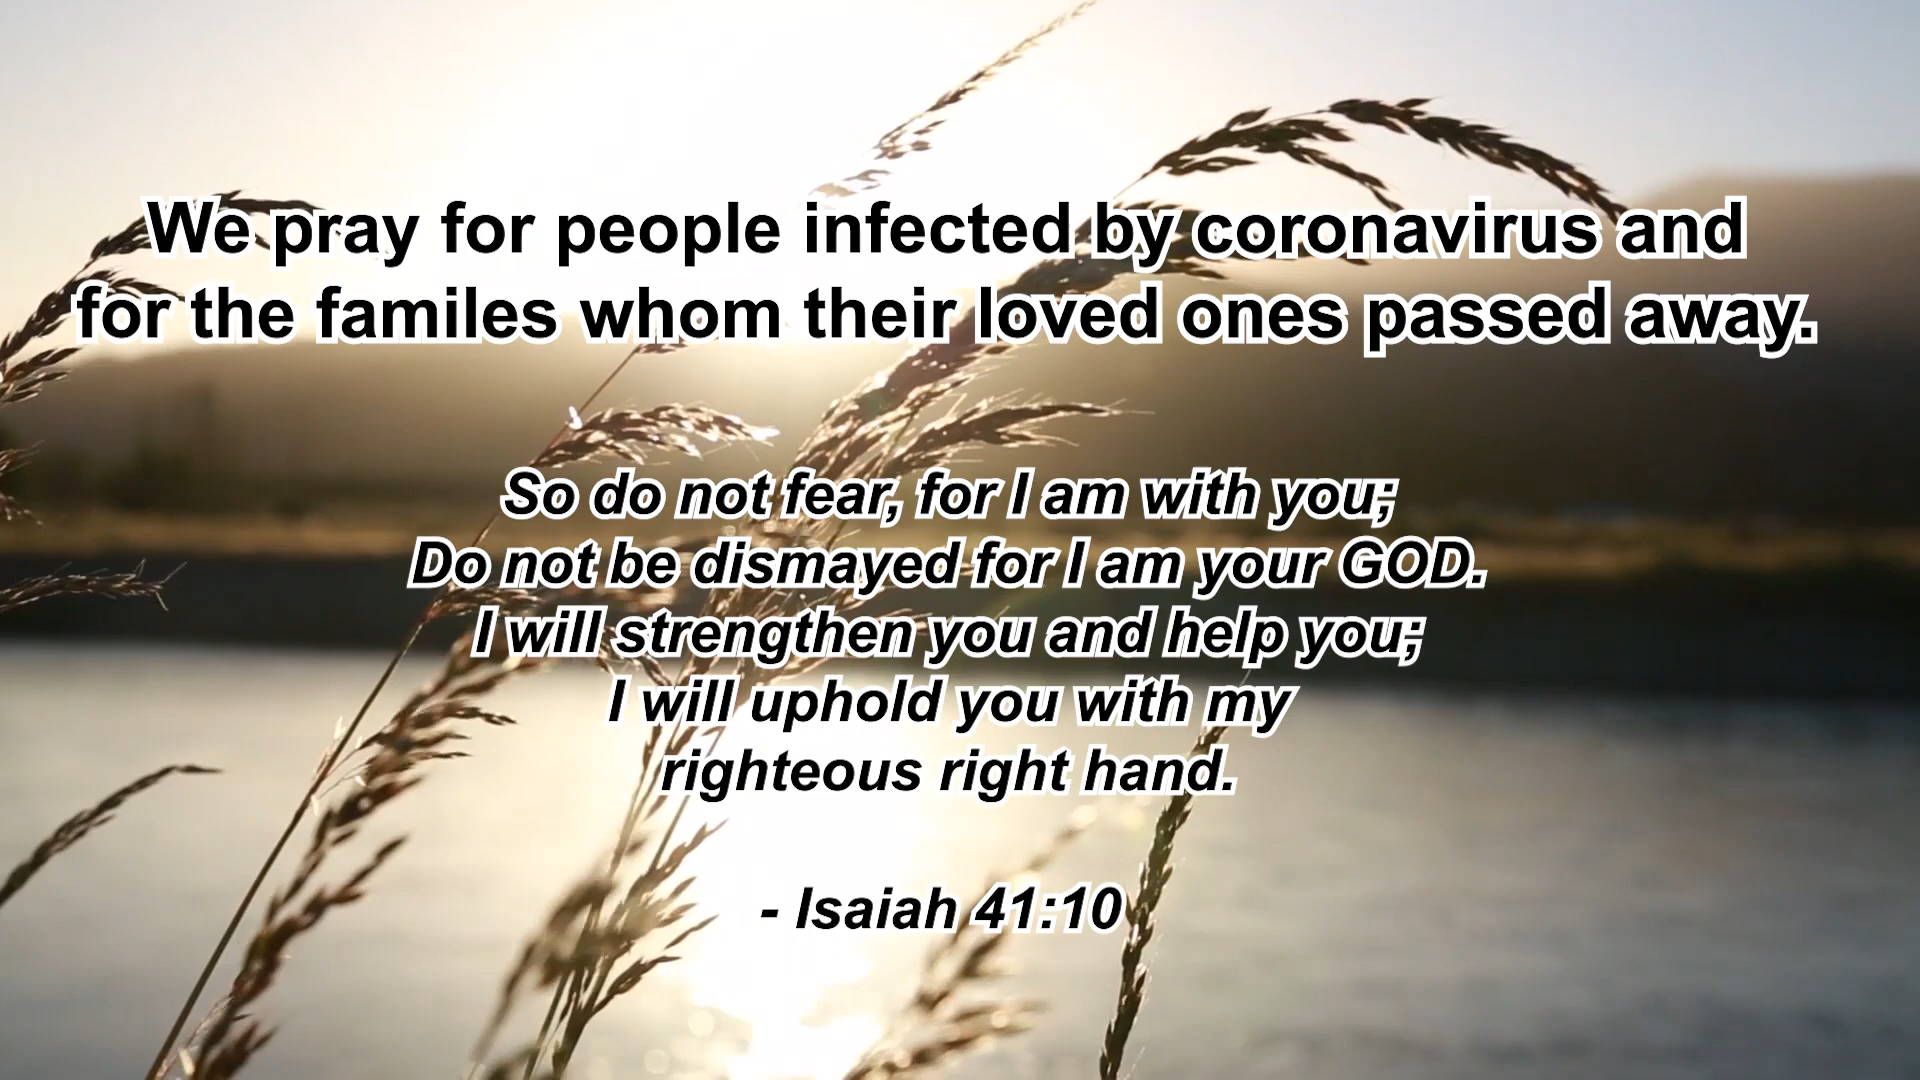 We pray for people infected by coronavirus and
for the familes whom their loved ones passed away.
So do not fear, for I am with you;
Do not be dismayed for I am your GOD.
I will strengthen you and help you;
I will uphold you with my
righteous right hand.
- Isaiah 41:10